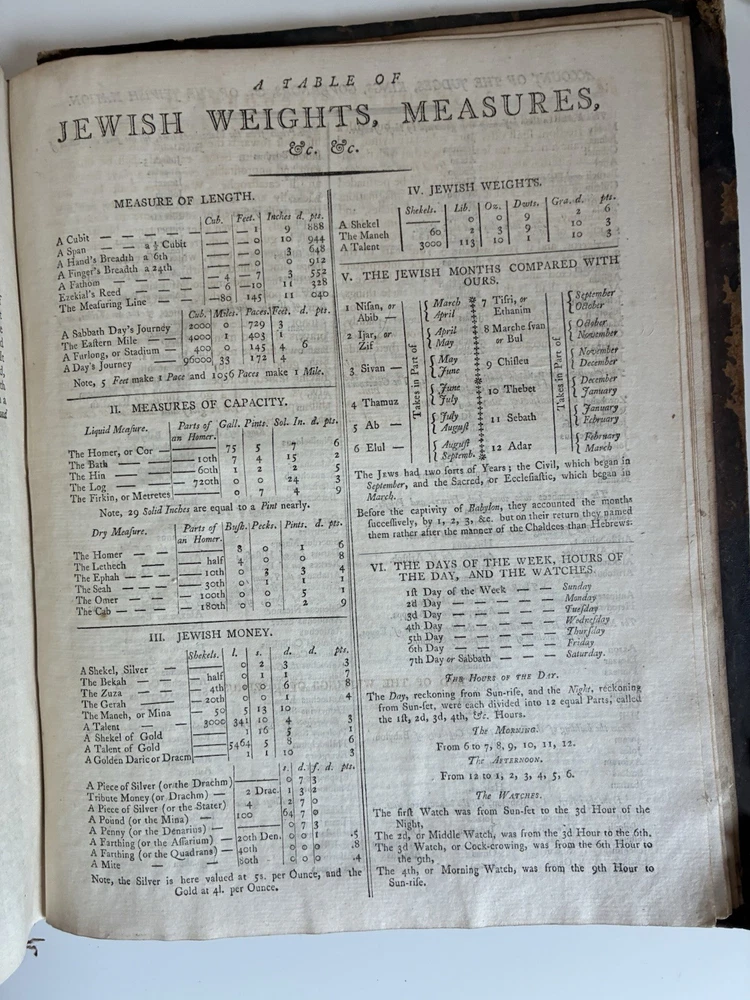 A TABLE OF
JEWISH WEIGHTS, MEASURES,
&c. &c.
MEASURE OF LENGTH.
Cub. Feet. Inches d. pts.
A Cubit — — — — — — 1 9 888
A Span — — a ½ Cubit — 0 10 944
A Hand's Breadth a 6th — 0 3 648
A Finger's Breadth a 24th — 0 0 912
A Fathom — — — — — 4 — 7 3 552
Ezekial's Reed — — — — 6 — 10 11 328
The Meaſuring Line — — — 80 145 11 040
Cub. Miles. Paces. Feet. d. pts.
A Sabbath Day's Journey 2000 0 729 3
The Eaſtern Mile — — 4000 1 403 1
A Furlong, or Stadium — 400 0 145 4 6
A Day's Journey — 96000 33 172 4
Note, 5 Feet make 1 Pace and 1056 Paces make 1 Mile.
II. MEASURES OF CAPACITY.
Liquid Meaſure. Parts of an Homer. Gall. Pints. Sol. In. d. pts.
The Homer, or Cor — 75 5 7 6
The Bath — — 10th 7 4 15 2
The Hin — — 60th 1 2 2 5
The Log — — 720th 0 0 24 3
The Firkin, or Metretes 0 7 4 9
Note, 29 Solid Inches are equal to a Pint nearly.
Dry Meaſure. Parts of an Homer. Buſh. Pecks. Pints. d. pts.
The Homer — — 8 0 1 6
The Lethech — — half 4 0 0 8
The Ephah — — — 10th 0 3 3 4
The Seah — — — 30th 0 1 1 1
The Omer — — — 100th 0 0 5 1
The Cab — — — 180th 0 0 2 9
III. JEWISH MONEY.
Shekels. l. s. d. d. pts.
A Shekel, Silver — 0 2 3 3
The Bekah — — half 0 1 1 7
The Zuza — — 4th 0 0 6 8
The Gerah — — 20th 0 0 1 4
The Maneh, or Mina — 50 5 13 10
A Talent — — 3000 341 10 4 3
A Shekel of Gold 1 16 5 1
A Talent of Gold 5464 5 8 6
A Golden Daric or Dracm 1 1 10 3
s. d. f. d. pts.
A Piece of Silver (or the Drachm) 0 7 3
Tribute Money (or Drachm) — 2 Drac. 1 3 2
A Piece of Silver (or the Stater) 4 2 7 0
A Pound (or the Mina) — 100 64 7 0
A Penny (or the Denarius) — 0 7 3
A Farthing (or the Aſſarium) 20th Den. 0 0 1 .5
A Farthing (or the Quadrans) 40th 0 0 0 .8
A Mite — — 80th 0 0 0 .4
Note, the Silver is here valued at 5s. per Ounce, and the
Gold at 4l. per Ounce.
IV. JEWISH WEIGHTS.
Shekels. Lib. Oz. Dwts. Gra. d.
A Shekel 0 0 9 2 6
The Maneh 60 2 3 9 10 3
A Talent 3000 113 10 1 10 3
V. THE JEWISH MONTHS COMPARED WITH
OURS.
1 Niſan, or Abib — March April
2 Ijar, or Zif April May
3 Sivan — May June
4 Thamuz June July
5 Ab — July Auguſt
6 Elul — Auguſt Septemb.
Takes in Part of
7 Tiſri, or Ethanim September October
8 Marcheſvan or Bul October November
9 Chiſleu November December
10 Thebet December January
11 Sebath January February
12 Adar February March
Takes in Part of
The JEWS had two ſorts of Years; the Civil, which began in
September, and the Sacred, or Eccleſiaſtic, which began in
March.
Before the captivity of Babylon, they accounted the months
ſucceſſively, by 1, 2, 3, &c. but on their return they named
them rather after the manner of the Chaldees than Hebrews.
VI. THE DAYS OF THE WEEK, HOURS OF
THE DAY, AND THE WATCHES.
1ſt Day of the Week — — Sunday
2d Day — — — — — Monday
3d Day — — — — — Tueſday
4th Day — — — — — Wedneſday
5th Day — — — — — Thurſday
6th Day — — — — — Friday
7th Day or Sabbath — — — Saturday.
The HOURS OF THE DAY.
The Day, reckoning from Sun-riſe, and the Night, reckoning
from Sun-ſet, were each divided into 12 equal Parts, called
the 1ſt, 2d, 3d, 4th, &c. Hours.
The MORNING.
From 6 to 7, 8, 9, 10, 11, 12.
The AFTERNOON.
From 12 to 1, 2, 3, 4, 5, 6.
The WATCHES.
The firſt Watch was from Sun-ſet to the 3d Hour of the
Night,
The 2d, or Middle Watch, was from the 3d Hour to the 6th,
The 3d Watch, or Cock-crowing, was from the 6th Hour to
the 9th,
The 4th, or Morning Watch, was from the 9th Hour to
Sun-riſe.